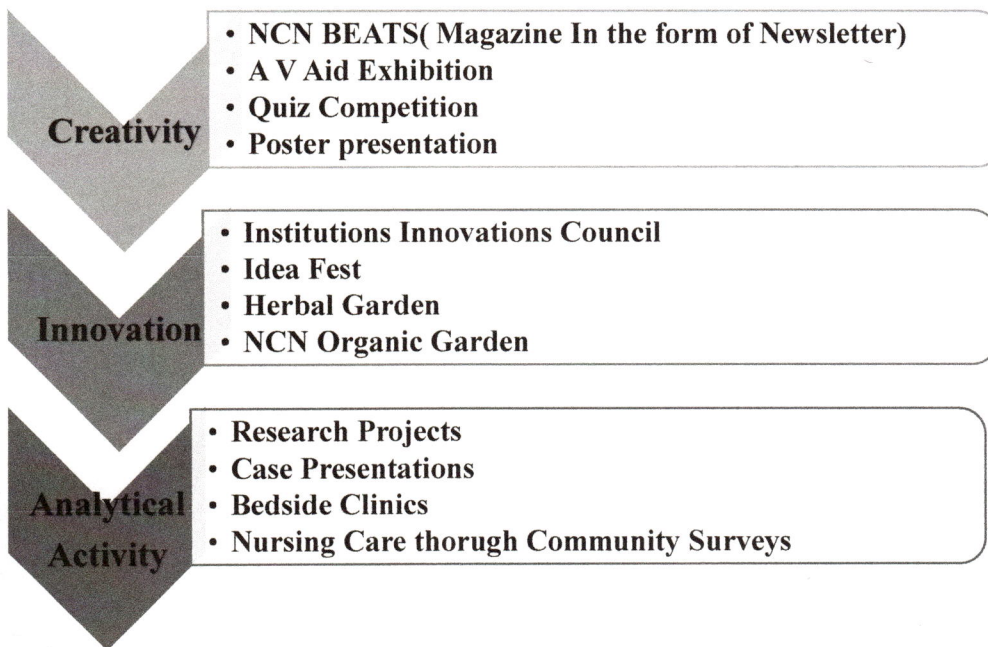 Creativity
• NCN BEATS( Magazine In the form of Newsletter)
• A V Aid Exhibition
• Quiz Competition
• Poster presentation
Innovation
• Institutions Innovations Council
• Idea Fest
• Herbal Garden
• NCN Organic Garden
Analytical
Activity
• Research Projects
• Case Presentations
• Bedside Clinics
• Nursing Care thorugh Community Surveys